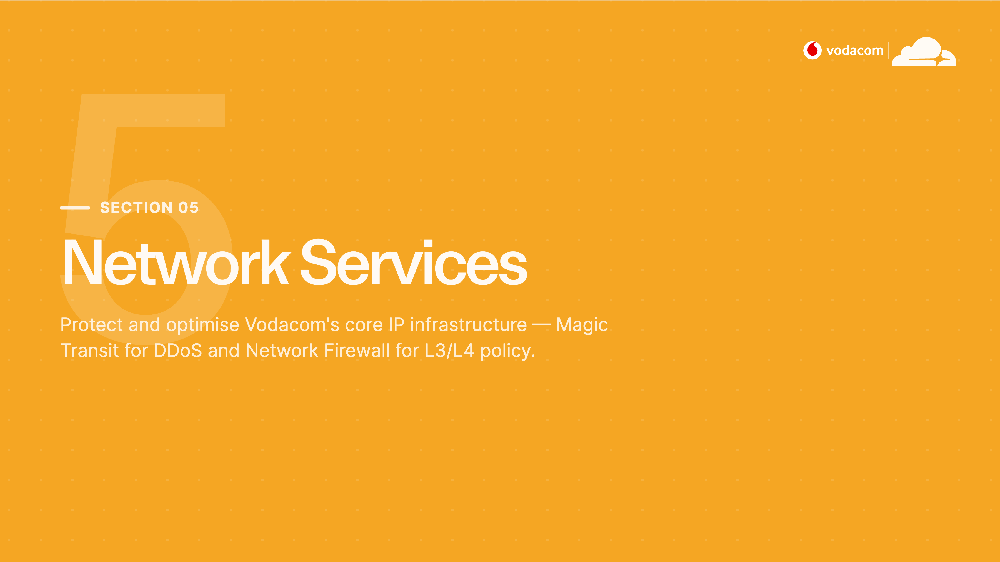 vodacom
5
SECTION 05
Network Services
Protect and optimise Vodacom's core IP infrastructure — Magic
Transit for DDoS and Network Firewall for L3/L4 policy.